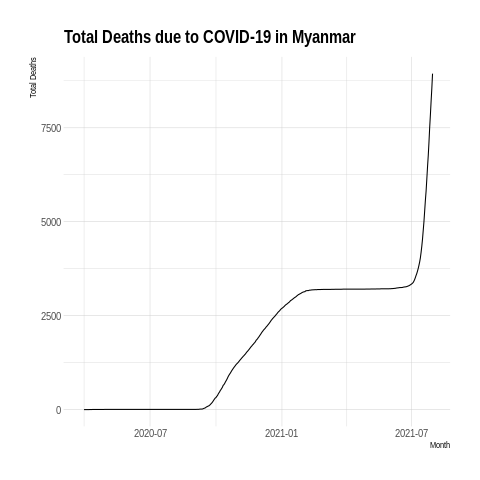 Total Deaths due to COVID-19 in Myanmar
Total Deaths
7500
5000
2500
0
2020-07
2021-01
2021-07
Month